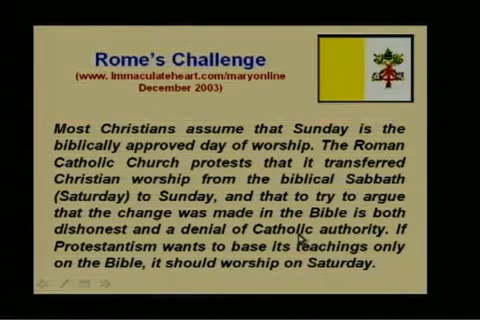 Rome's Challenge
(www. Immaculateheart.com/maryonline
December 2003)
Most Christians assume that Sunday is the
biblically approved day of worship. The Roman
Catholic Church protests that it transferred
Christian worship from the biblical Sabbath
(Saturday) to Sunday, and that to try to argue
that the change was made in the Bible is both
dishonest and a denial of Catholic authority. If
Protestantism wants to base its teachings only
on the Bible, it should worship on Saturday.